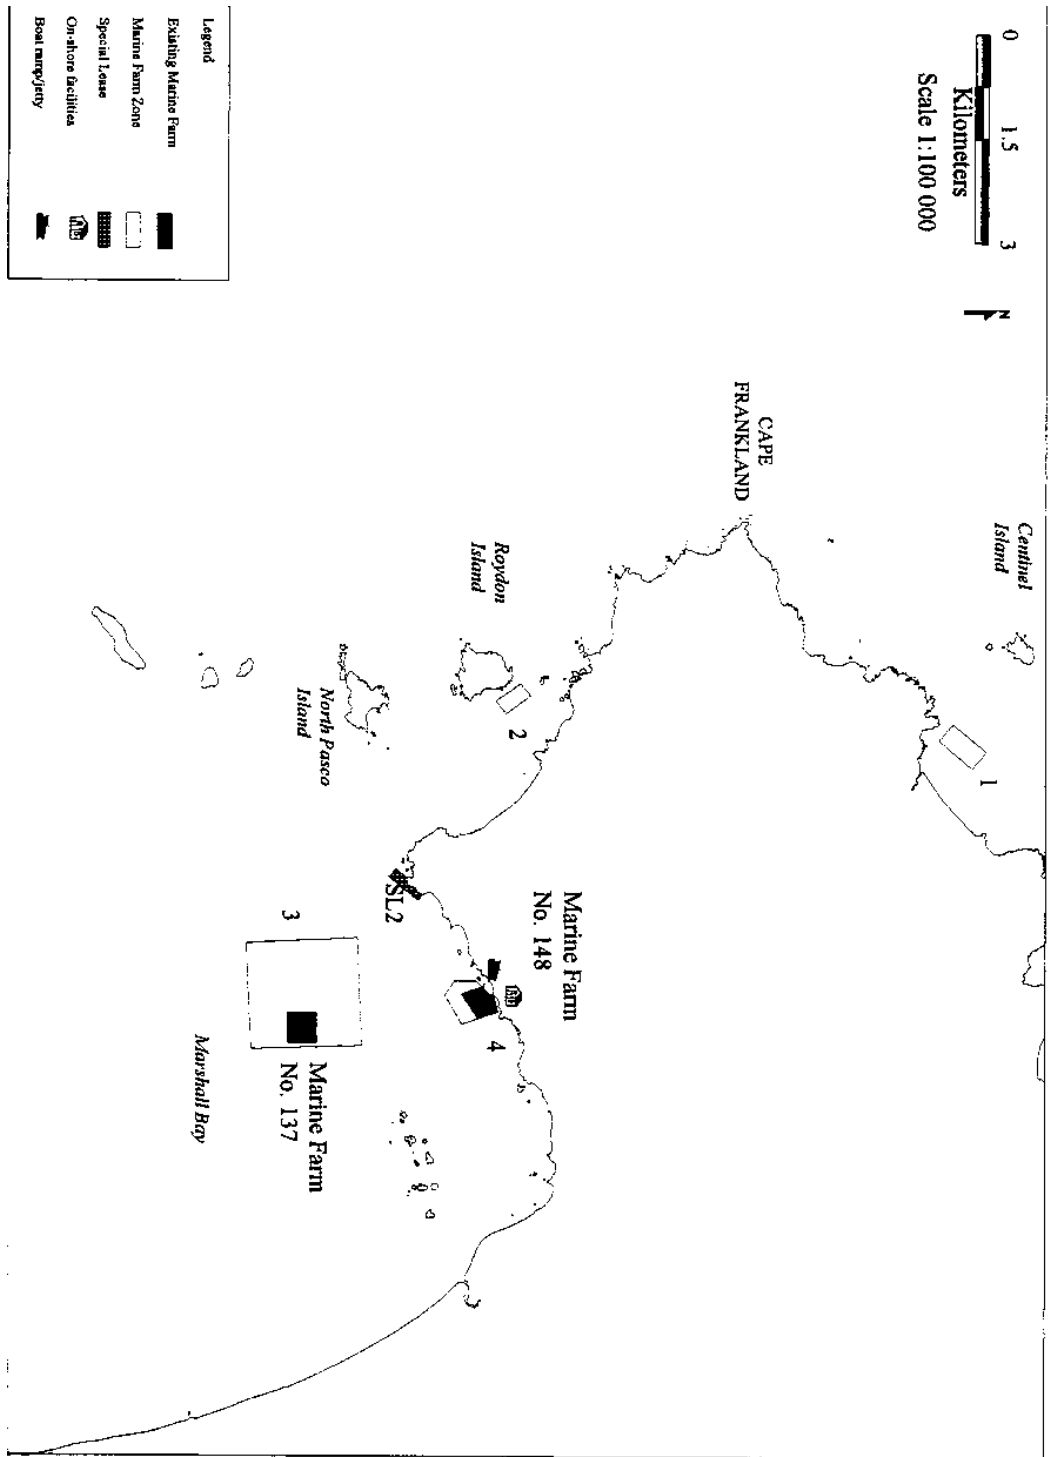 0 1.5 3
Kilometers
Scale 1:100 000
N
Centinel
Island
CAPE
FRANKLAND
1
Roydon
Island
2
North Pasco
Island
SL2
Marine Farm
No. 148
4
3
Marine Farm
No. 137
Marshall Bay
Legend
Existing Marine Farm
Marine Farm Zone
Special Lease
On-shore facilities
Boat ramp/jetty